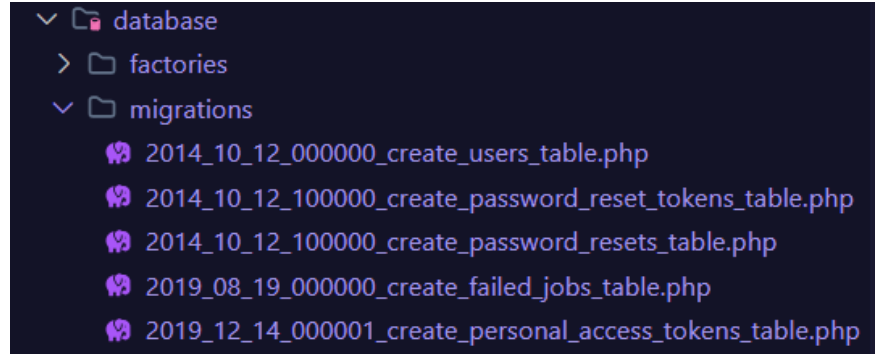 database
factories
migrations
2014_10_12_000000_create_users_table.php
2014_10_12_100000_create_password_reset_tokens_table.php
2014_10_12_100000_create_password_resets_table.php
2019_08_19_000000_create_failed_jobs_table.php
2019_12_14_000001_create_personal_access_tokens_table.php